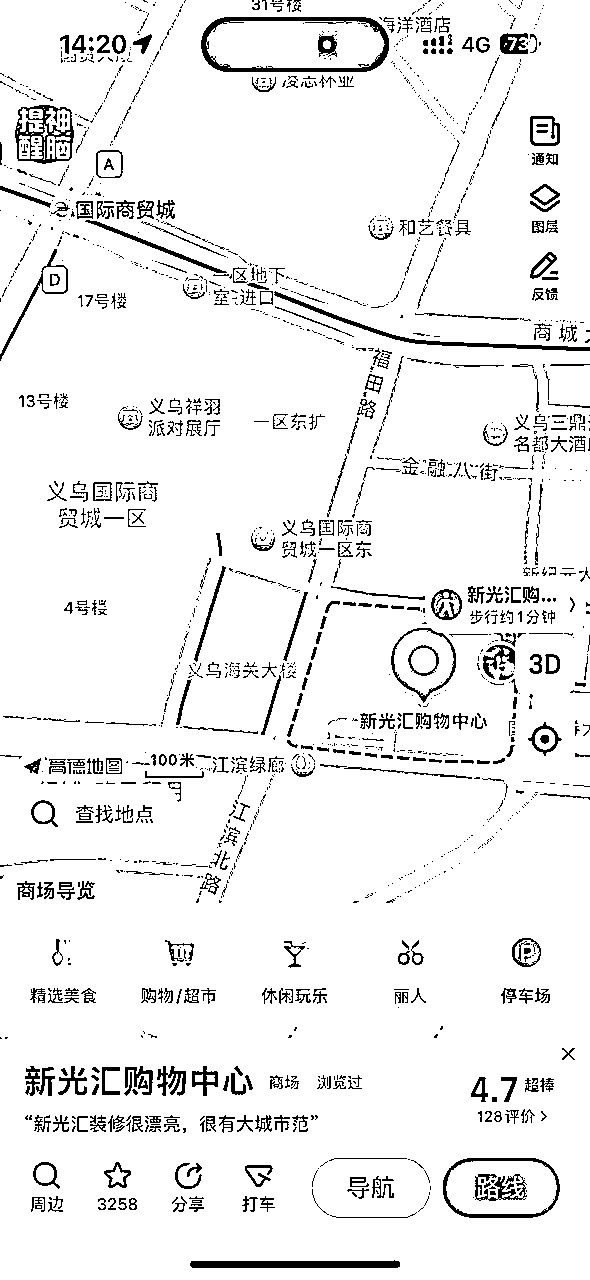 31号楼
海洋酒店
14:20
4G 73
凌志杯业
提神
醒脑
A
通知
国际商贸城
图层
和艺餐具
反馈
D
17号楼
一区地下
室进口
商城大
福田路
13号楼
义乌祥羽
派对展厅
一区东扩
义乌三鼎
名都大酒店
金融八街
义乌国际商
贸城一区
义乌国际商
贸城一区东
新纪元大
新光汇购...
步行约1分钟
4号楼
义乌海关大楼
3D
新光汇购物中心
高德地图
100米
江滨绿廊
查找地点
江滨北路
商场导览
精选美食
购物/超市
休闲玩乐
丽人
停车场
新光汇购物中心 商场 浏览过
4.7 超棒
128评价
“新光汇装修很漂亮，很有大城市范”
周边
3258
分享
打车
导航
路线